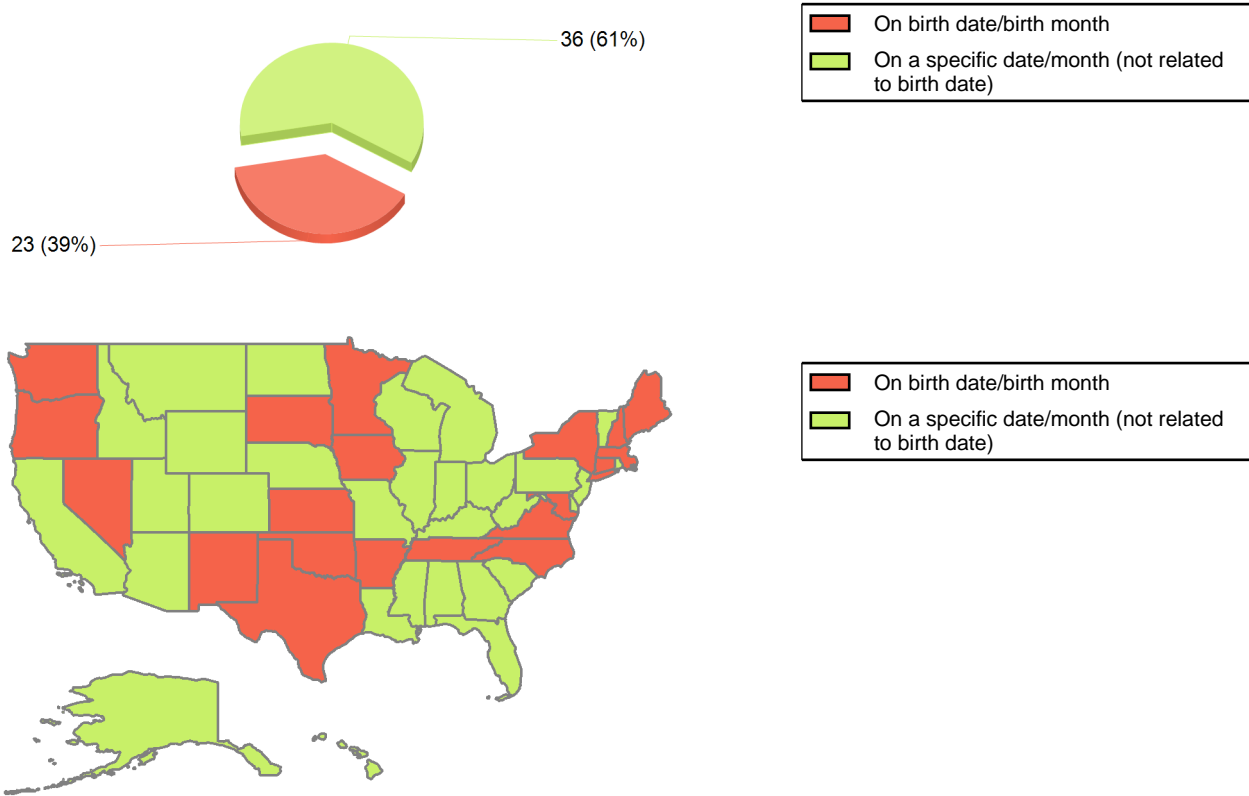 36 (61%)
On birth date/birth month
On a specific date/month (not related
to birth date)
23 (39%)
On birth date/birth month
On a specific date/month (not related
to birth date)